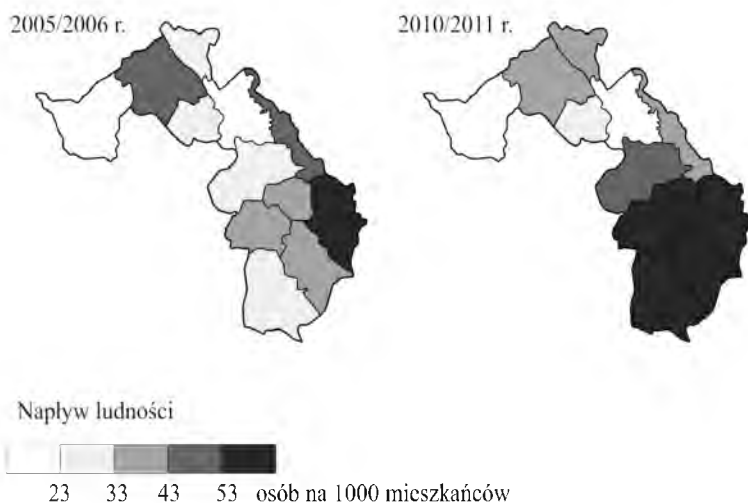 2005/2006 r.
2010/2011 r.
Napływ ludności
23 33 43 53 osób na 1000 mieszkańców